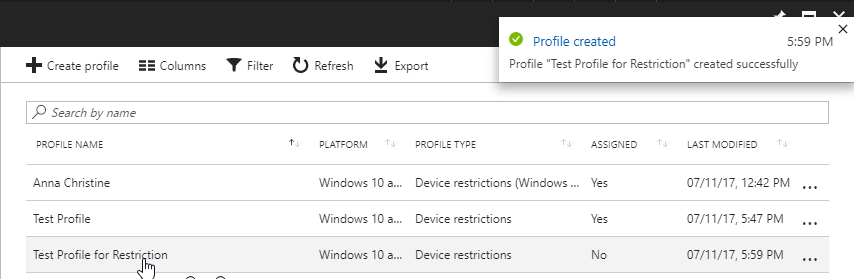 Profile created 5:59 PM
Profile "Test Profile for Restriction" created successfully
Create profile Columns Filter Refresh Export
Search by name
PROFILE NAME PLATFORM PROFILE TYPE ASSIGNED LAST MODIFIED
Anna Christine Windows 10 a... Device restrictions (Windows ... Yes 07/11/17, 12:42 PM ...
Test Profile Windows 10 a... Device restrictions Yes 07/11/17, 5:47 PM ...
Test Profile for Restriction Windows 10 a... Device restrictions No 07/11/17, 5:59 PM ...